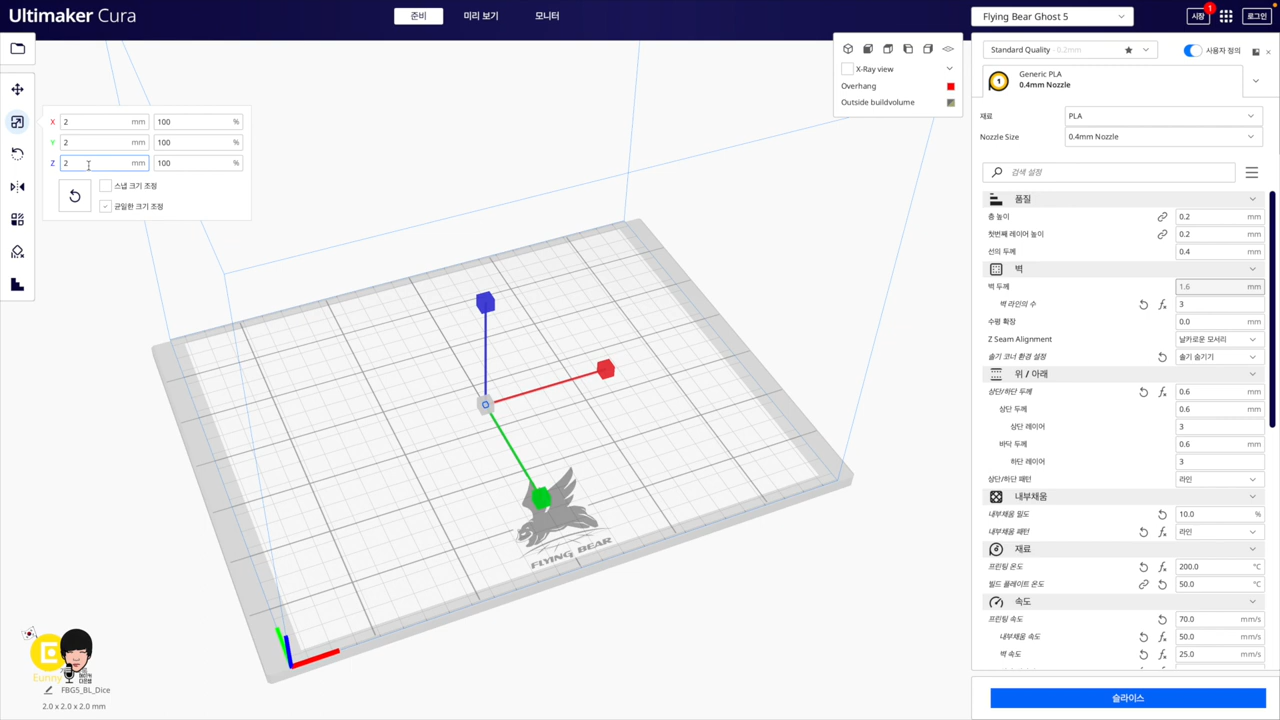 Ultimaker Cura
준비
미리 보기
모니터
Flying Bear Ghost 5
시장
1
로그인
X 2 mm 100 %
Y 2 mm 100 %
Z 2 mm 100 %
스냅 크기 조정
균일한 크기 조정
X-Ray view
Overhang
Outside buildvolume
Standard Quality - 0.2mm
사용자 정의
Generic PLA
0.4mm Nozzle
재료 PLA
Nozzle Size 0.4mm Nozzle
검색 설정
품질
층 높이 0.2 mm
첫번째 레이어 높이 0.2 mm
선의 두께 0.4 mm
벽
벽 두께 1.6 mm
벽 라인의 수 3
수평 확장 0.0 mm
Z Seam Alignment 날카로운 모서리
솔기 코너 환경 설정 솔기 숨기기
위 / 아래
상단/하단 두께 0.6 mm
상단 두께 0.6 mm
상단 레이어 3
바닥 두께 0.6 mm
하단 레이어 3
상단/하단 패턴 라인
내부채움
내부채움 밀도 10.0 %
내부채움 패턴 라인
재료
프린팅 온도 200.0 °C
빌드 플레이트 온도 50.0 °C
속도
프린팅 속도 70.0 mm/s
내부채움 속도 50.0 mm/s
벽 속도 25.0 mm/s
슬라이스
FLYING BEAR
Eunny
FBG5_BL_Dice
2.0 x 2.0 x 2.0 mm